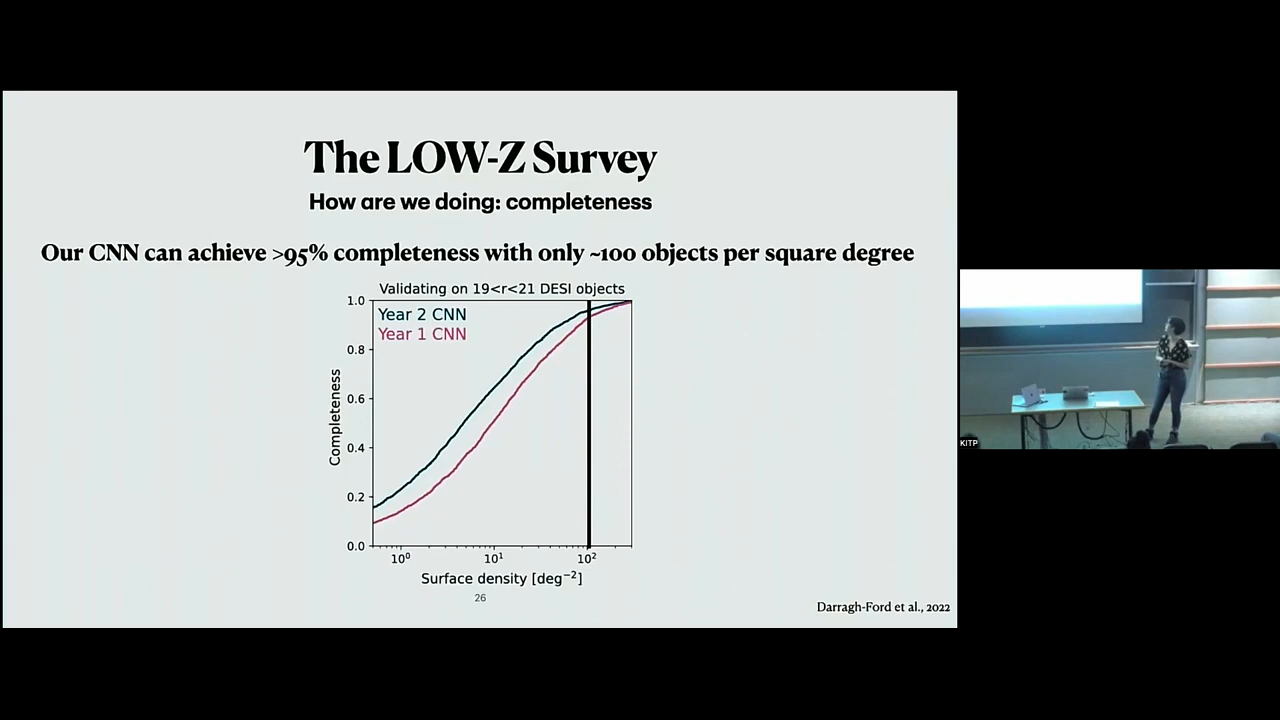 The LOW-Z Survey
How are we doing: completeness
Our CNN can achieve >95% completeness with only ~100 objects per square degree
Validating on 19<r<21 DESI objects
Year 2 CNN
Year 1 CNN
1.0
0.8
0.6
0.4
0.2
0.0
Completeness
10⁰ 10¹ 10²
Surface density [deg⁻²]
26
Darragh-Ford et al., 2022
KITP